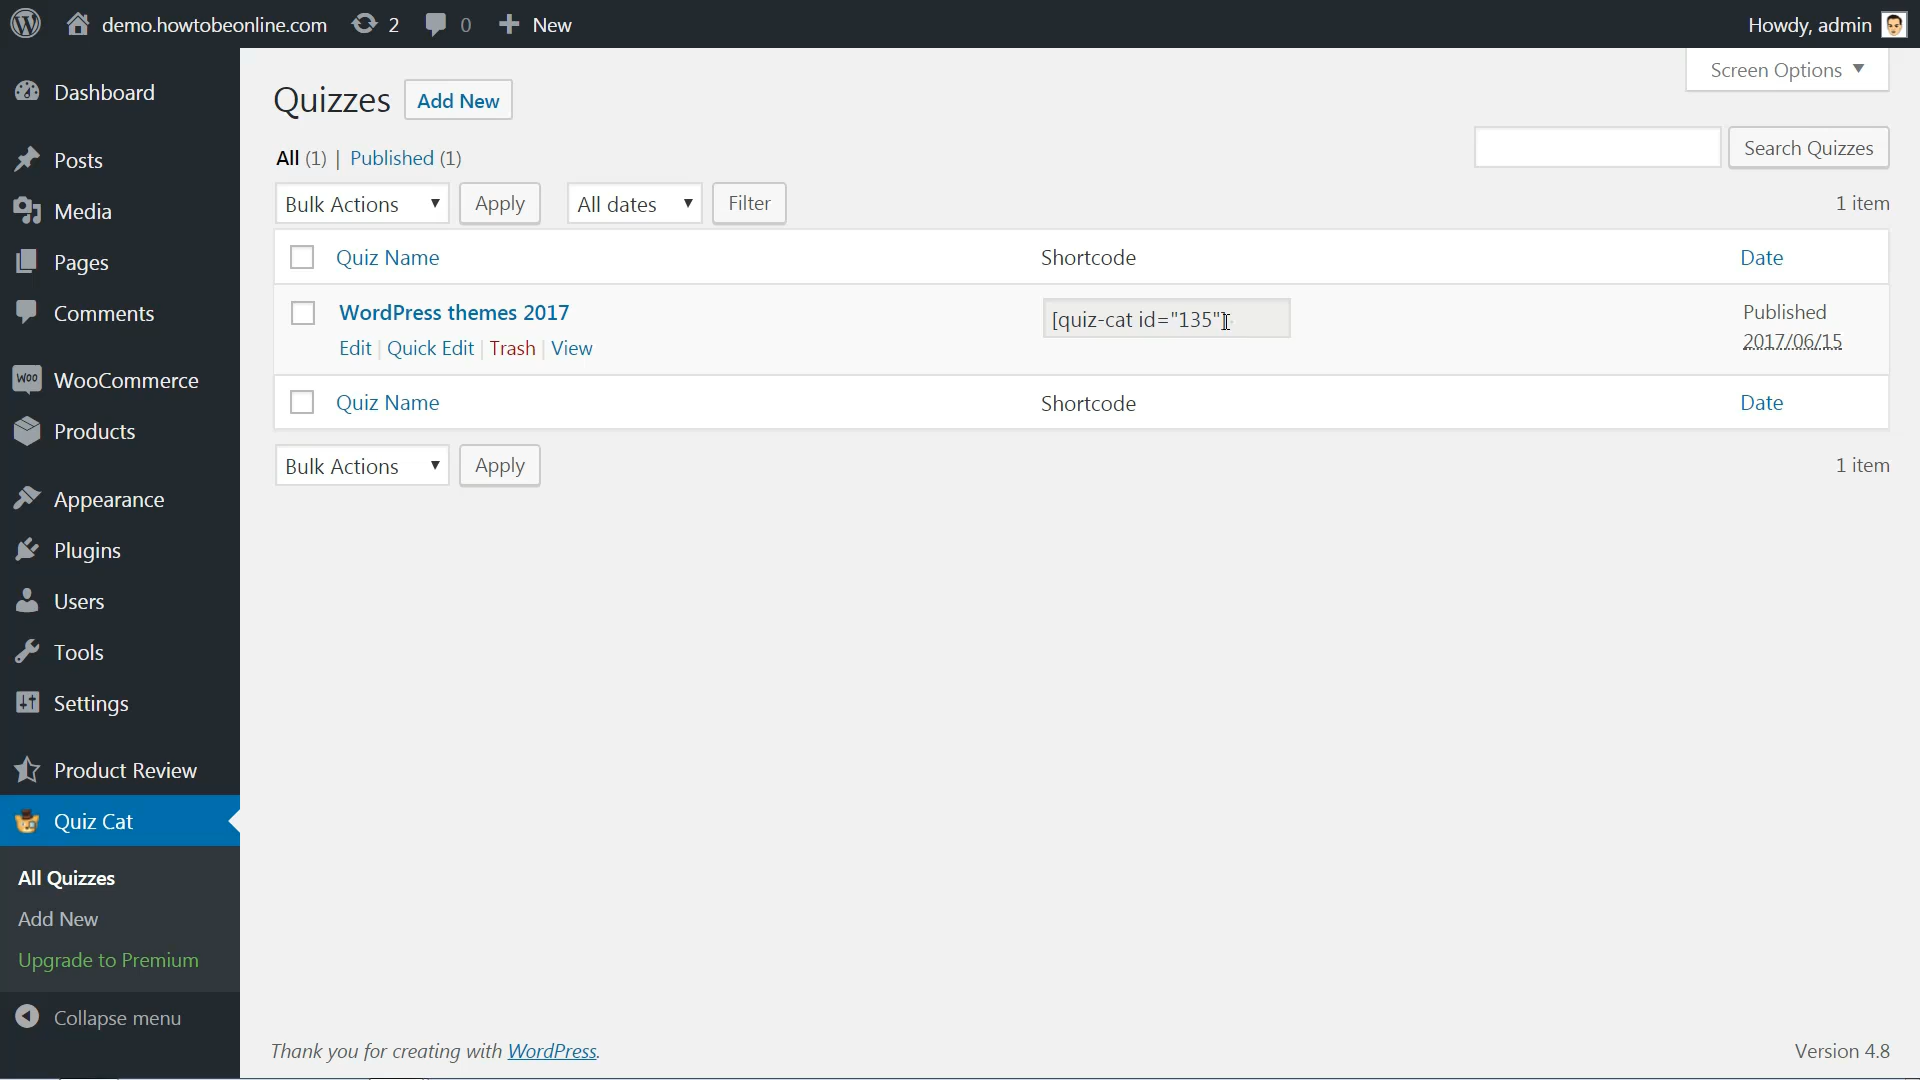 demo.howtobeonline.com 2 0 New Howdy, admin
Screen Options
Dashboard
Posts
Media
Pages
Comments
WOO WooCommerce
Products
Appearance
Plugins
Users
Tools
Settings
Product Review
Quiz Cat
All Quizzes
Add New
Upgrade to Premium
Collapse menu
Quizzes Add New
All (1) | Published (1)
Search Quizzes
Bulk Actions Apply All dates Filter 1 item
Quiz Name Shortcode Date
WordPress themes 2017 [quiz-cat id="135"] Published
Edit | Quick Edit | Trash | View 2017/06/15
Quiz Name Shortcode Date
Bulk Actions Apply 1 item
Thank you for creating with WordPress. Version 4.8